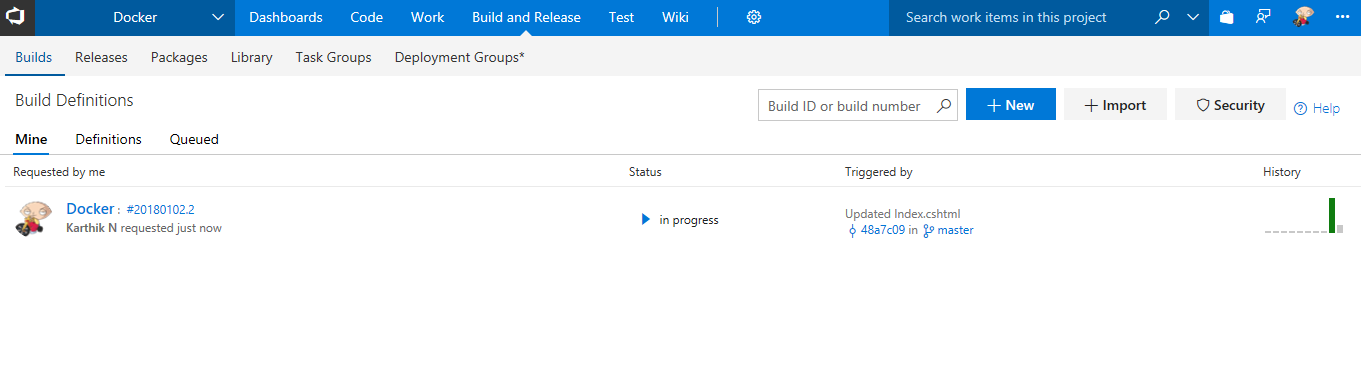 Docker Dashboards Code Work Build and Release Test Wiki Search work items in this project
Builds Releases Packages Library Task Groups Deployment Groups*
Build Definitions
Build ID or build number New Import Security Help
Mine Definitions Queued
Requested by me Status Triggered by History
Docker : #20180102.2
Karthik N requested just now
in progress
Updated Index.cshtml
48a7c09 in master